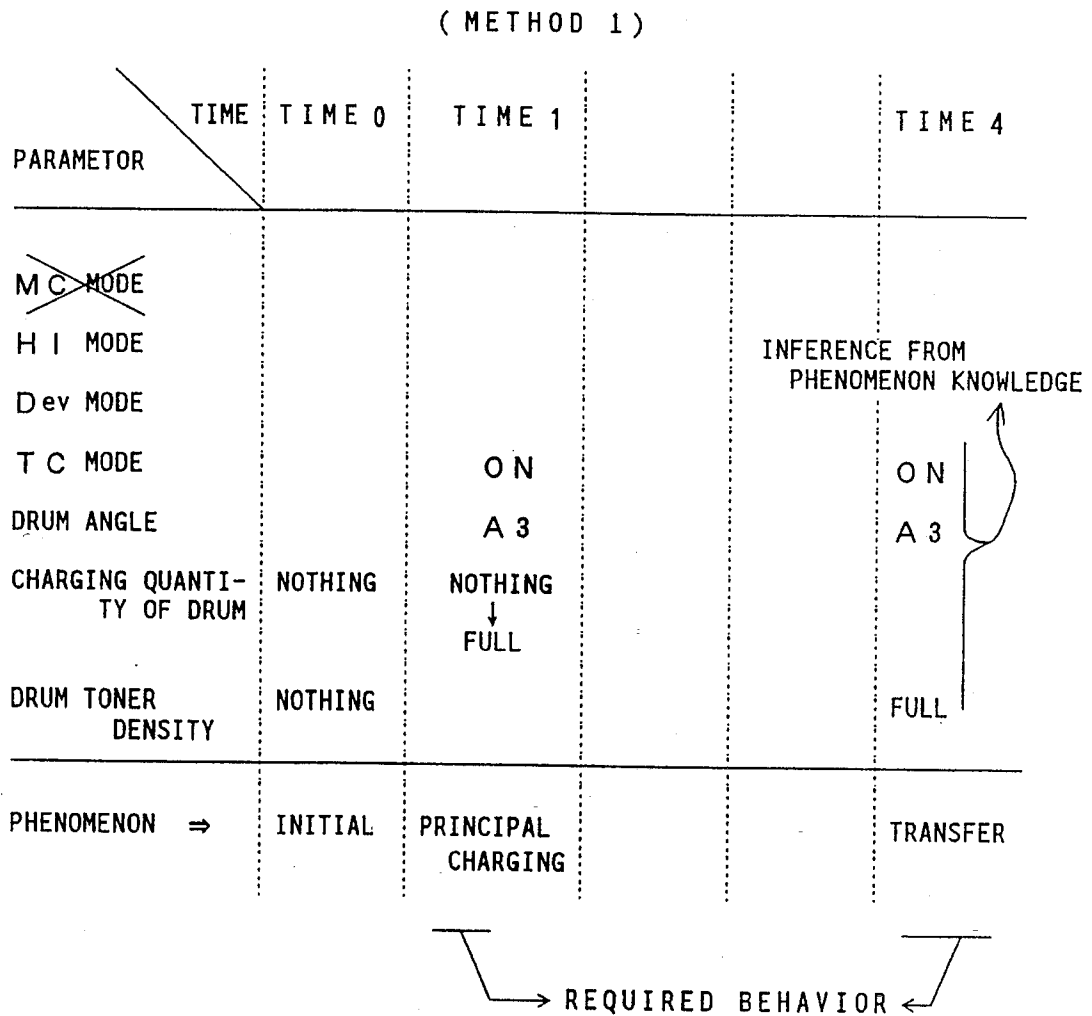 (METHOD 1)
TIME TIME 0 TIME 1 TIME 4
PARAMETOR
MC MODE
HI MODE
INFERENCE FROM
PHENOMENON KNOWLEDGE
Dev MODE
TC MODE ON ON
DRUM ANGLE A3 A3
CHARGING QUANTI- NOTHING NOTHING
TY OF DRUM ↓
FULL
DRUM TONER NOTHING FULL
DENSITY
PHENOMENON ⇒ INITIAL PRINCIPAL TRANSFER
CHARGING
REQUIRED BEHAVIOR